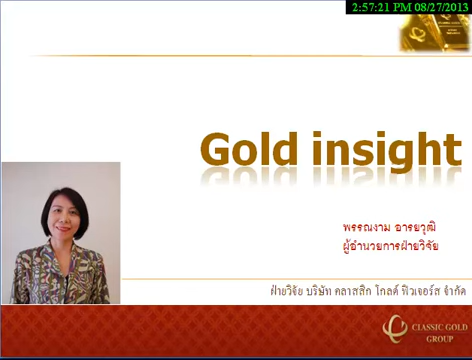 2:57:21 PM 08/27/2013
Gold insight
พรรณงาม อารยวุฒิ
ผู้อำนวยการฝ่ายวิจัย
ฝ่ายวิจัย บริษัท คลาสสิก โกลด์ ฟิวเจอร์ส จำกัด
CLASSIC GOLD
GROUP